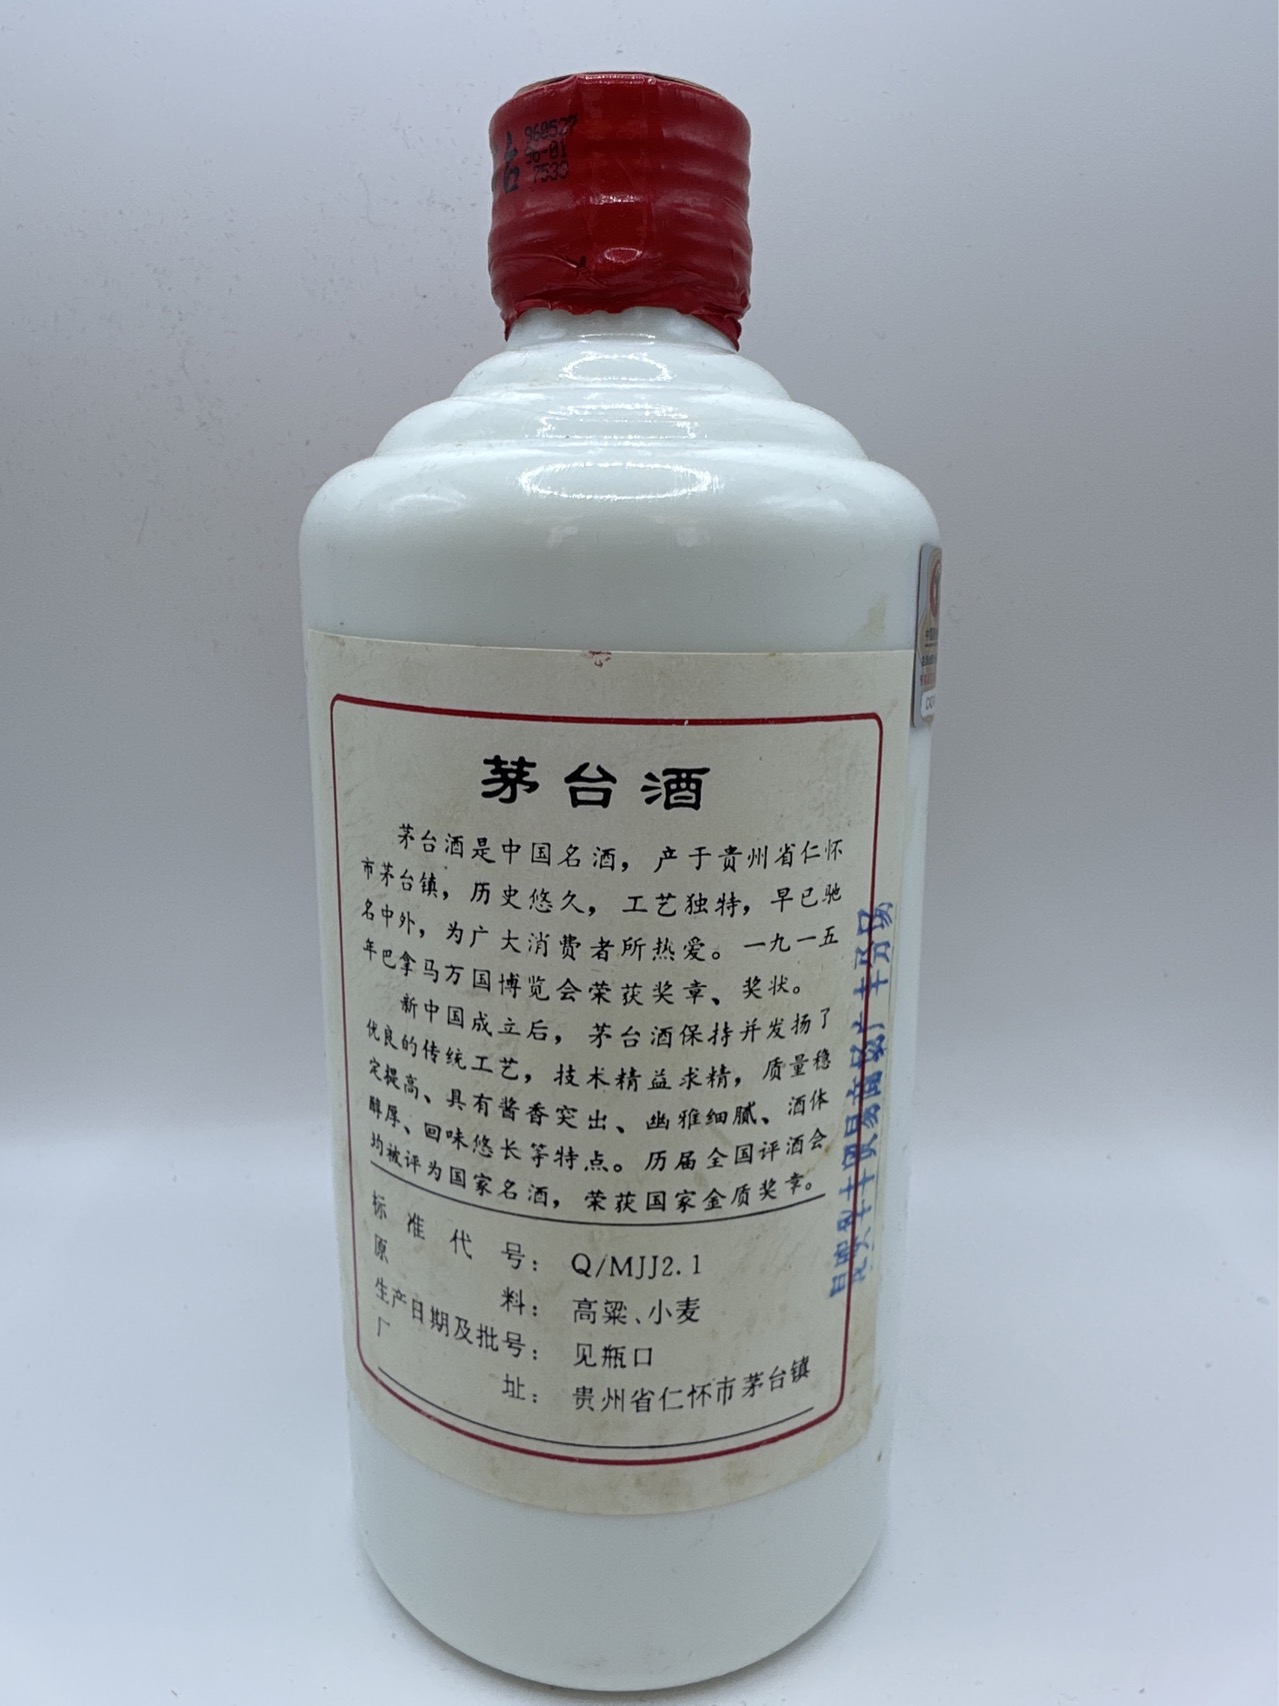 台
960527
96-01
7530
茅台酒
茅台酒是中国名酒，产于贵州省仁怀
市茅台镇，历史悠久，工艺独特，早已驰
名中外，为广大消费者所热爱。一九一五
年巴拿马万国博览会荣获奖章、奖状。
新中国成立后，茅台酒保持并发扬了
优良的传统工艺，技术精益求精，质量稳
定提高、具有酱香突出、幽雅细腻、酒体
醇厚、回味悠长等特点。历届全国评酒会
均被评为国家名酒，荣获国家金质奖章。
标准代号：Q/MJJ2.1
原料：高粱、小麦
生产日期及批号：见瓶口
厂址：贵州省仁怀市茅台镇